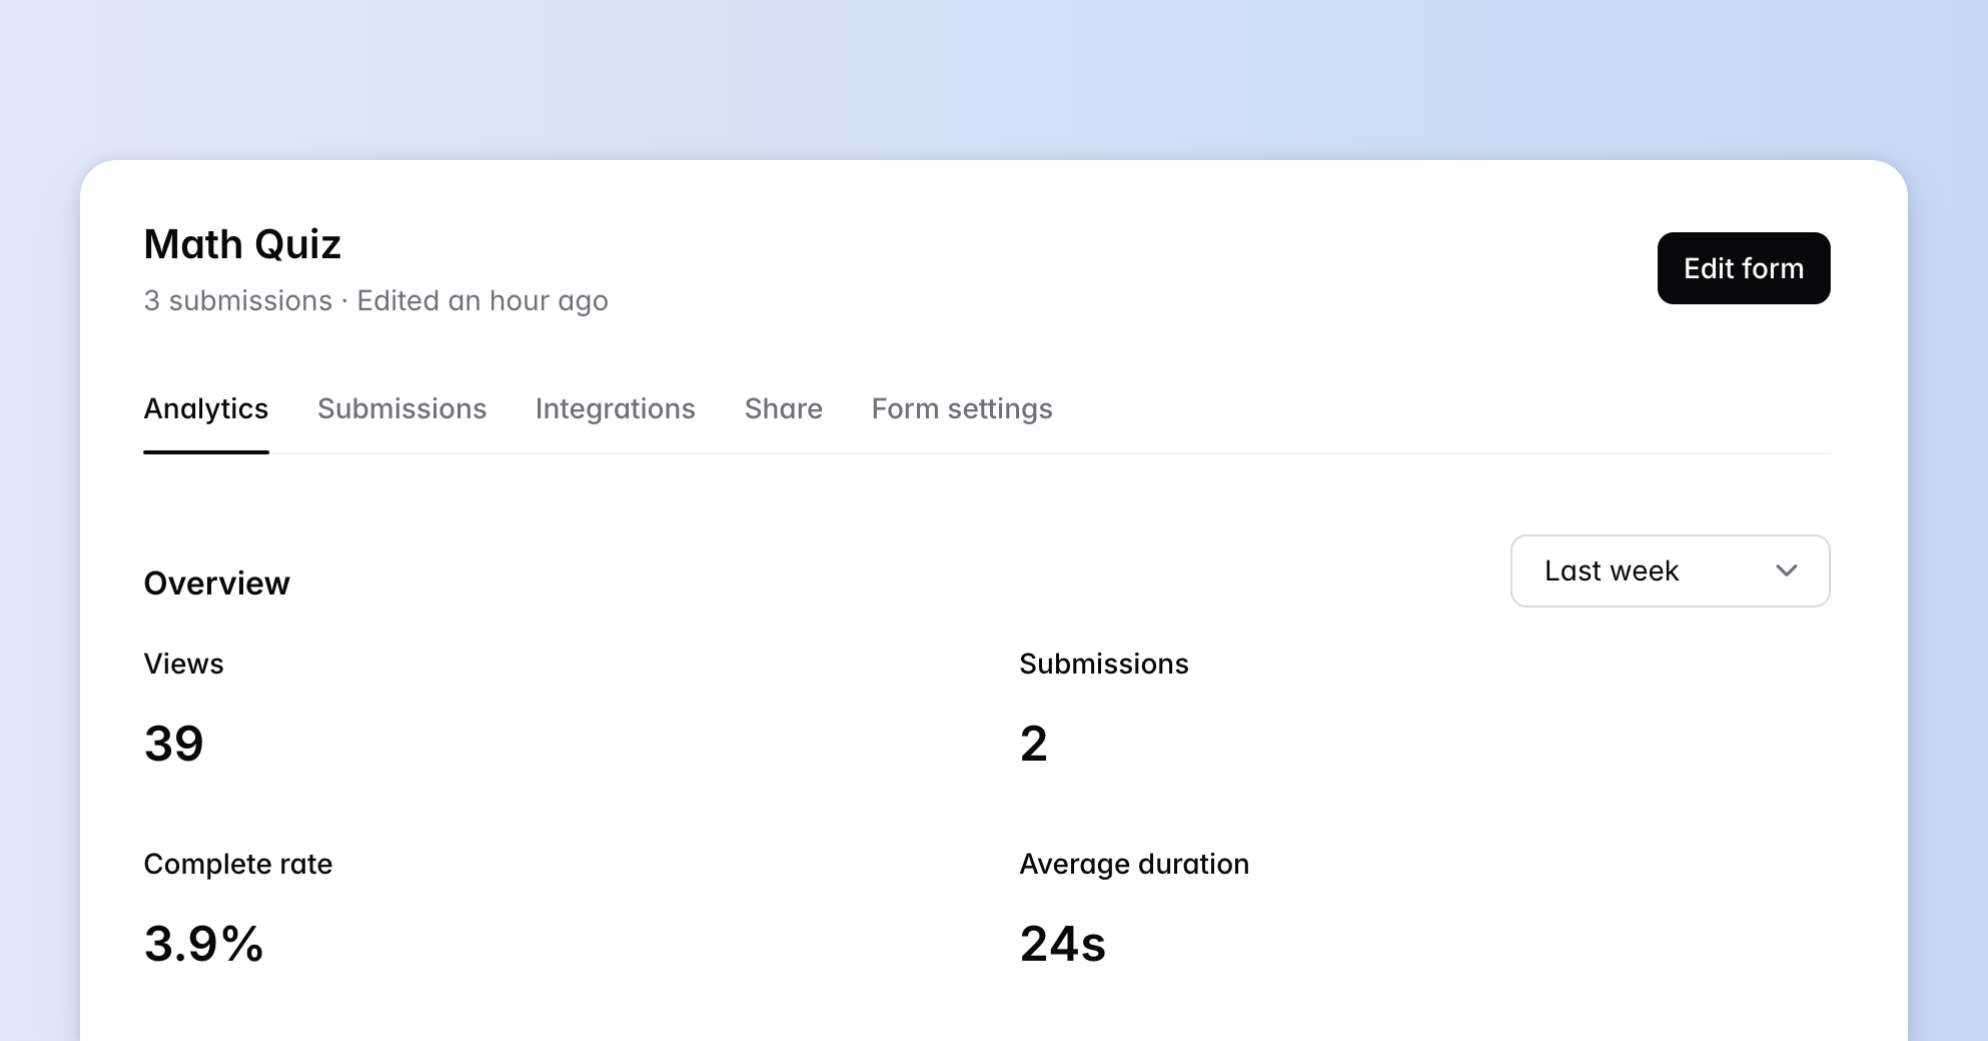 Math Quiz
3 submissions · Edited an hour ago
Edit form
Analytics Submissions Integrations Share Form settings
Overview
Last week
Views
Submissions
39
2
Complete rate
Average duration
3.9%
24s